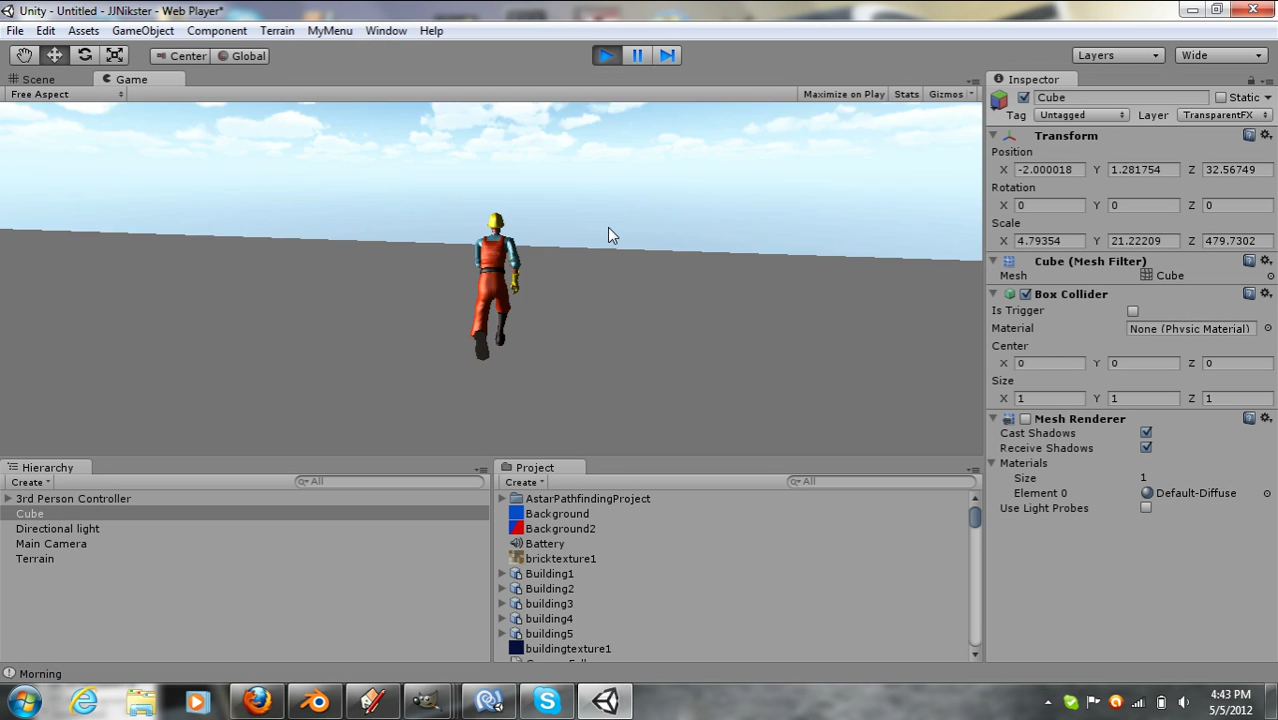 Unity - Untitled - JJNikster - Web Player*
File Edit Assets GameObject Component Terrain MyMenu Window Help
Center Global Layers Wide
Scene Game
Free Aspect Maximize on Play Stats Gizmos
Inspector
Cube Static
Tag Untagged Layer TransparentFX
Transform
Position
X -2.000018 Y 1.281754 Z 32.56749
Rotation
X 0 Y 0 Z 0
Scale
X 4.79354 Y 21.22209 Z 479.7302
Cube (Mesh Filter)
Mesh Cube
Box Collider
Is Trigger
Material None (Physic Material)
Center
X 0 Y 0 Z 0
Size
X 1 Y 1 Z 1
Mesh Renderer
Cast Shadows
Receive Shadows
Materials
Size 1
Element 0 Default-Diffuse
Use Light Probes
Hierarchy
Create All
3rd Person Controller
Cube
Directional light
Main Camera
Terrain
Project
Create All
AstarPathfindingProject
Background
Background2
Battery
bricktexture1
Building1
Building2
building3
building4
building5
buildingtexture1
Morning
4:43 PM
5/5/2012